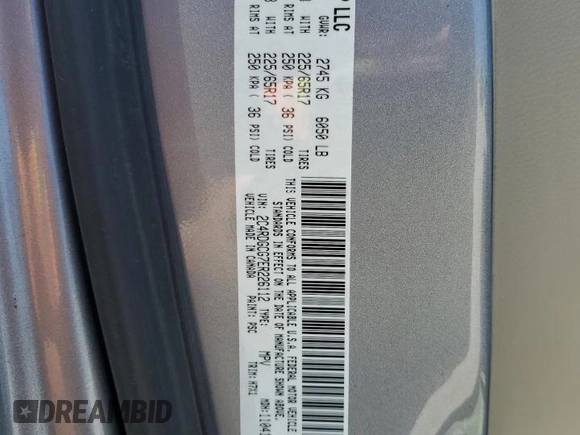 P LLC
GVWR: 2745 KG 6050 LB
WITH 225/65R17 TIRES
RIMS AT 250 KPA ( 36 PSI) COLD
WITH 225/65R17 TIRES
RIMS AT 250 KPA ( 36 PSI) COLD
THIS VEHICLE CONFORMS TO ALL APPLICABLE U.S.A. FEDERAL MOTOR VEHICLE
STANDARDS IN EFFECT ON THE DATE OF MANUFACTURE SHOWN ABOVE.
VIN: 2C4RDGCG7ER226112 TYPE: MPV
VEHICLE MADE IN CANADA PAINT: PSC TRIM: M7X1
DREAMBID